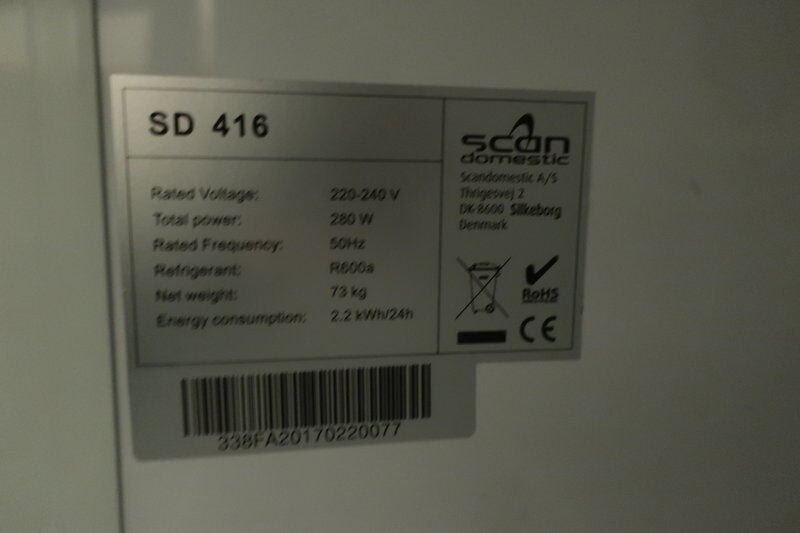 SD 416
Rated Voltage: 220-240 V
Total power: 280 W
Rated Frequency: 50Hz
Refrigerant: R600a
Net weight: 73 kg
Energy consumption: 2.2 kWh/24h
scan
domestic
Scandomestic A/S
Thrigesvej 2
DK-8600 Silkeborg
Denmark
RoHS
CE
338FA20170220077